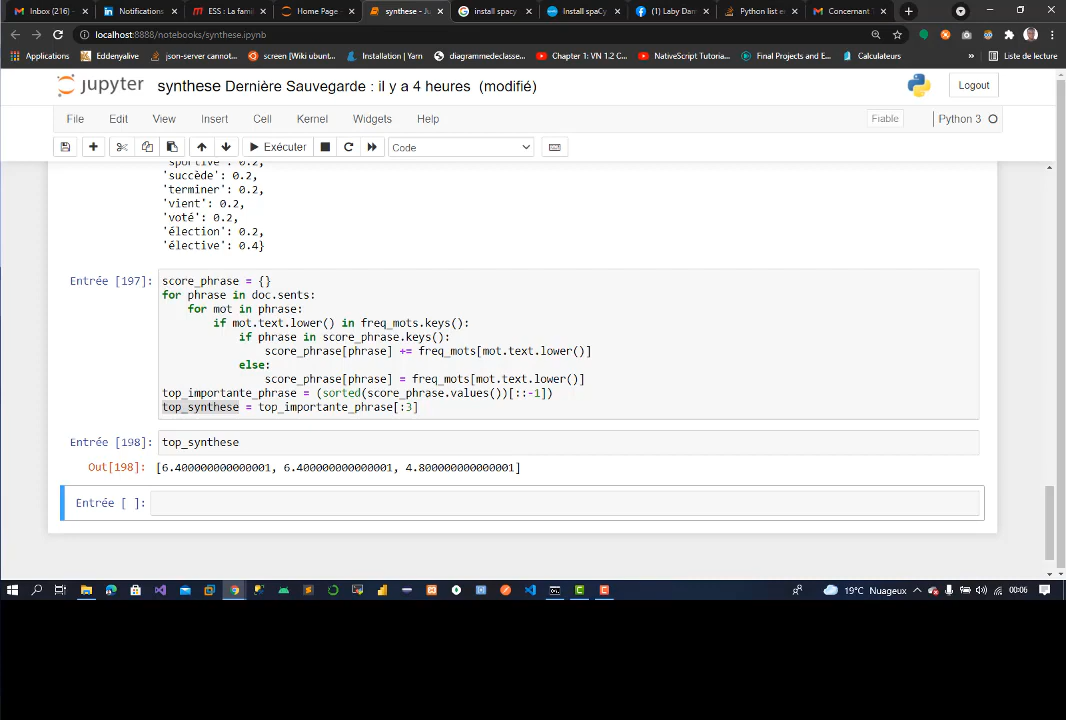 Inbox (216) -
Notifications
ESS : La famil
Home Page -
synthese - Ju
install spacy
Install spaCy
(1) Laby Dam
Python list e
Concernant
localhost:8888/notebooks/synthese.ipynb
Applications
Eddenyalive
json-server cannot...
screen [Wiki ubunt...
Installation | Yarn
diagrammedeclasse...
Chapter 1: VN 1.2 C...
NativeScript Tutoria...
Final Projects and E...
Calculateurs
»
Liste de lecture
jupyter synthese Dernière Sauvegarde : il y a 4 heures (modifié)
Logout
File Edit View Insert Cell Kernel Widgets Help
Fiable
Python 3
Exécuter
Code
'sportive': 0.2,
'succède': 0.2,
'terminer': 0.2,
'vient': 0.2,
'voté': 0.2,
'élection': 0.2,
'élective': 0.4}
Entrée [197]:
score_phrase = {}
for phrase in doc.sents:
    for mot in phrase:
        if mot.text.lower() in freq_mots.keys():
            if phrase in score_phrase.keys():
                score_phrase[phrase] += freq_mots[mot.text.lower()]
            else:
                score_phrase[phrase] = freq_mots[mot.text.lower()]
top_importante_phrase = (sorted(score_phrase.values())[::-1])
top_synthese = top_importante_phrase[:3]
Entrée [198]: top_synthese
Out[198]: [6.400000000000001, 6.400000000000001, 4.800000000000001]
Entrée [ ]:
19°C Nuageux
00:06